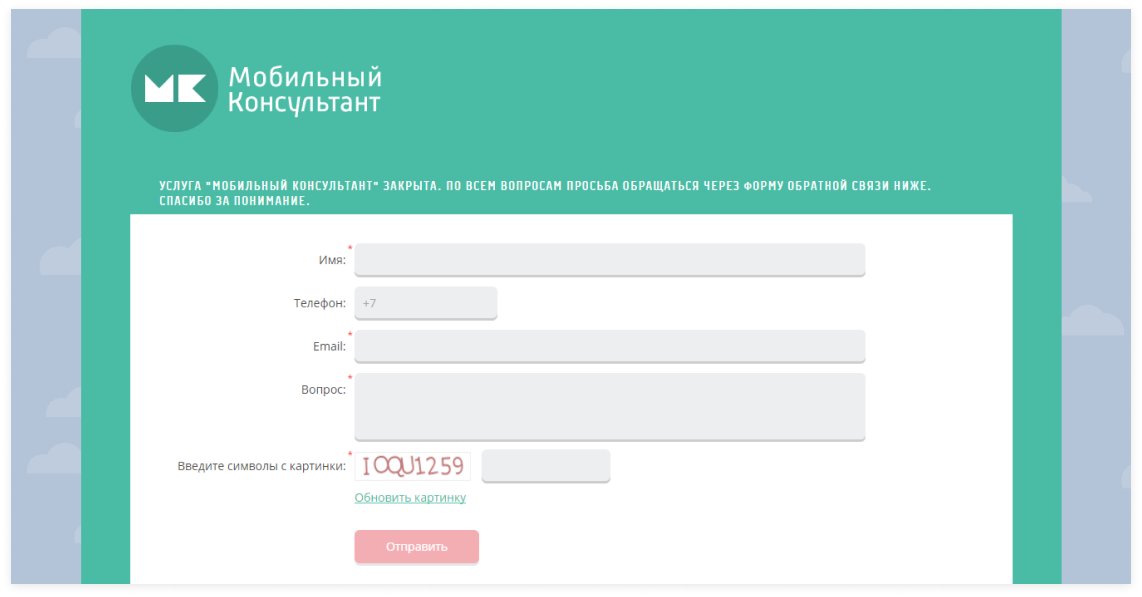 МК
Мобильный
Консультант
УСЛУГА "МОБИЛЬНЫЙ КОНСУЛЬТАНТ" ЗАКРЫТА. ПО ВСЕМ ВОПРОСАМ ПРОСЬБА ОБРАЩАТЬСЯ ЧЕРЕЗ ФОРМУ ОБРАТНОЙ СВЯЗИ НИЖЕ.
СПАСИБО ЗА ПОНИМАНИЕ.
Имя: *
Телефон: +7
Email: *
Вопрос: *
Введите символы с картинки: * IOQU1259
Обновить картинку
Отправить